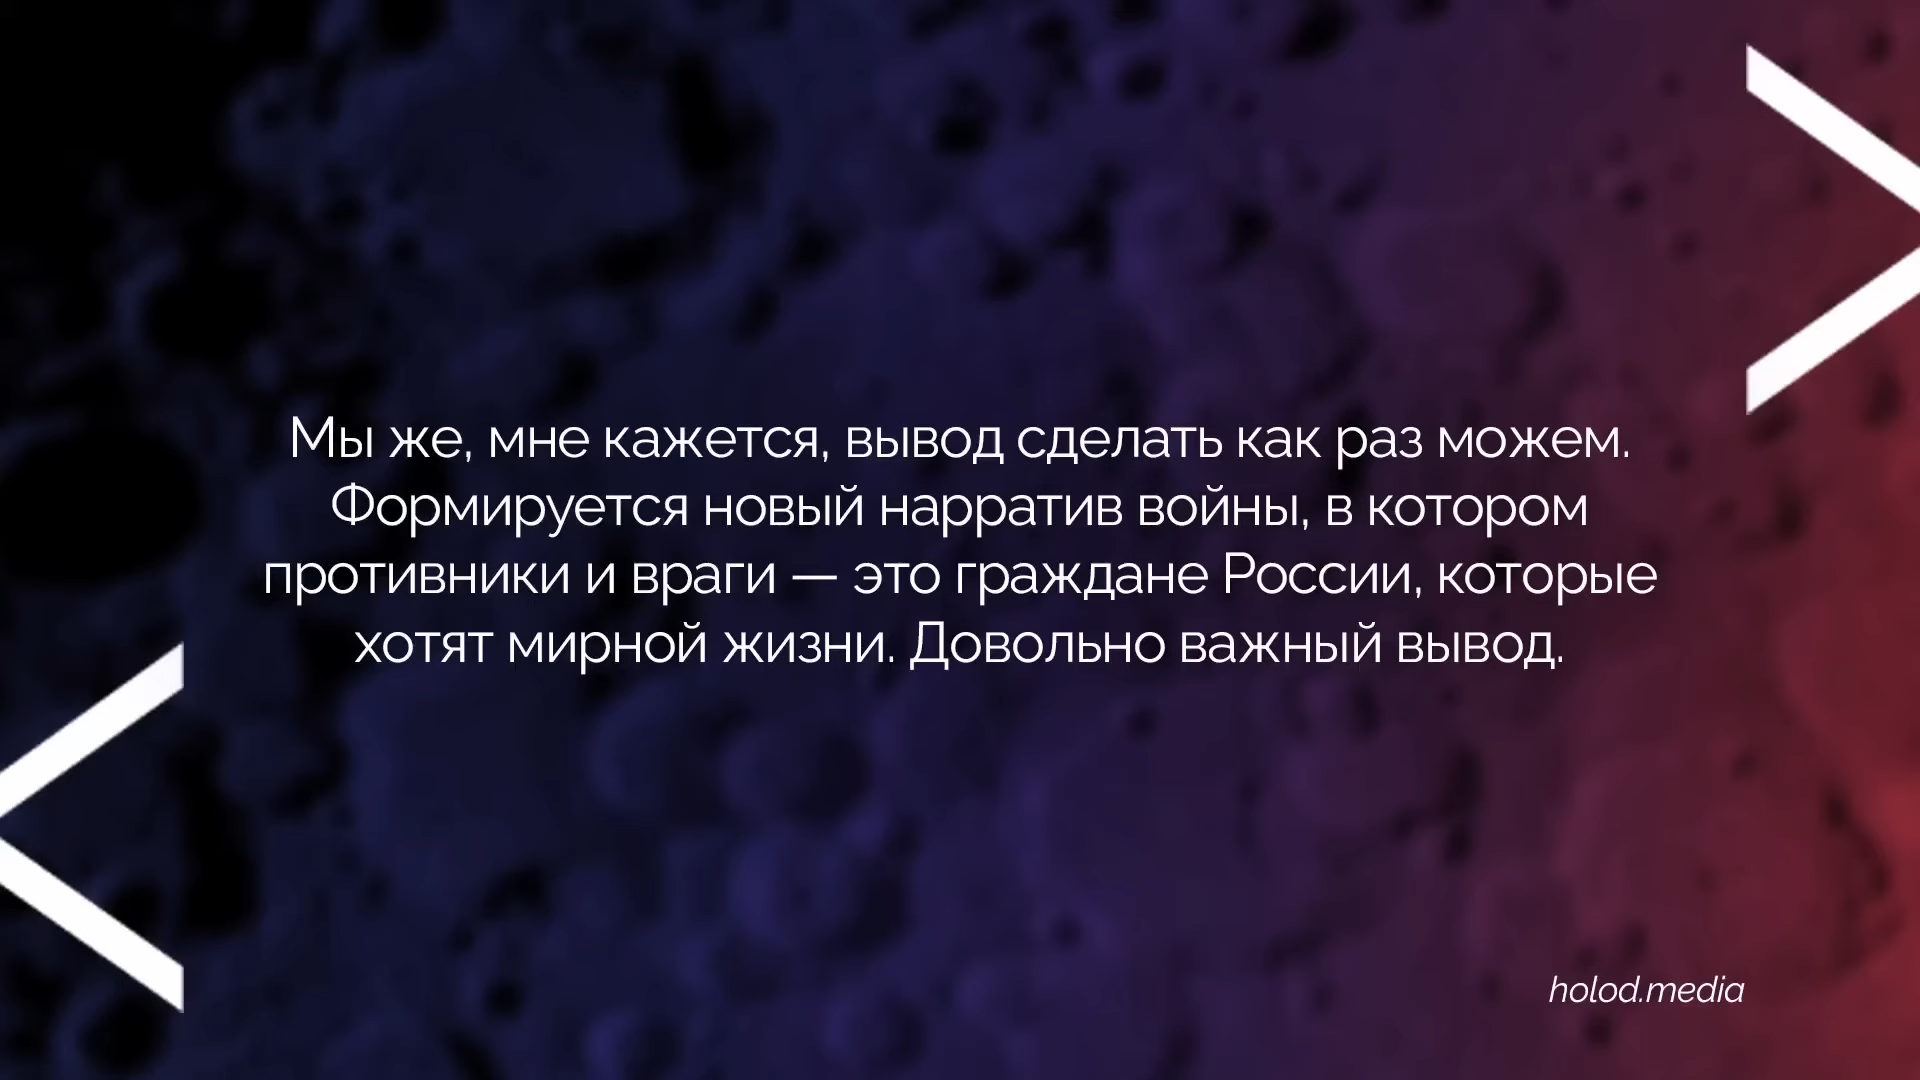 Мы же, мне кажется, вывод сделать как раз можем.
Формируется новый нарратив войны, в котором
противники и враги — это граждане России, которые
хотят мирной жизни. Довольно важный вывод.
holod.media